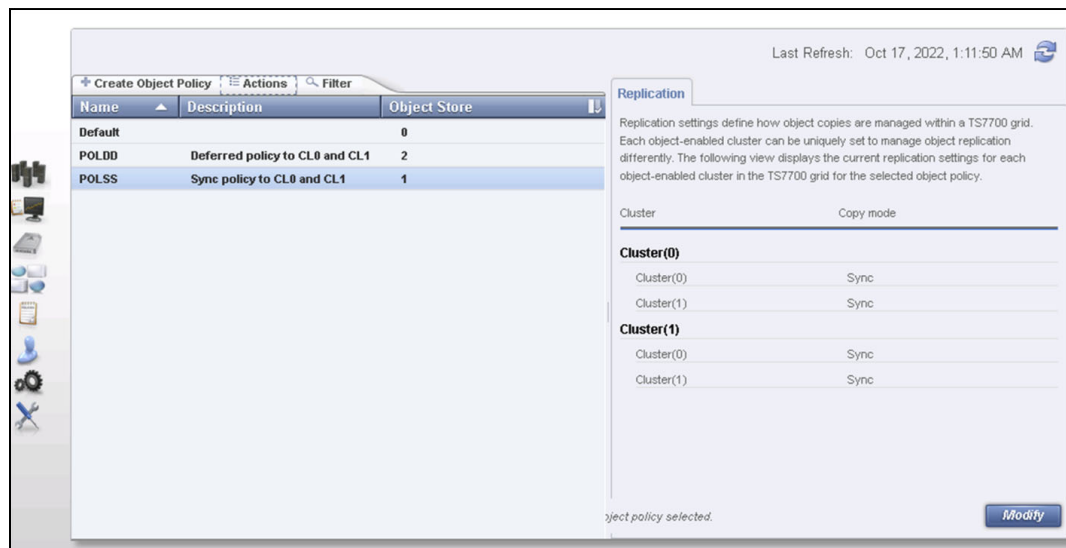 Last Refresh: Oct 17, 2022, 1:11:50 AM
Create Object Policy Actions Filter
Name Description Object Store
Default 0
POLDD Deferred policy to CL0 and CL1 2
POLSS Sync policy to CL0 and CL1 1
Replication
Replication settings define how object copies are managed within a TS7700 grid.
Each object-enabled cluster can be uniquely set to manage object replication
differently. The following view displays the current replication settings for each
object-enabled cluster in the TS7700 grid for the selected object policy.
Cluster Copy mode
Cluster(0)
Cluster(0) Sync
Cluster(1) Sync
Cluster(1)
Cluster(0) Sync
Cluster(1) Sync
policy selected.
Modify